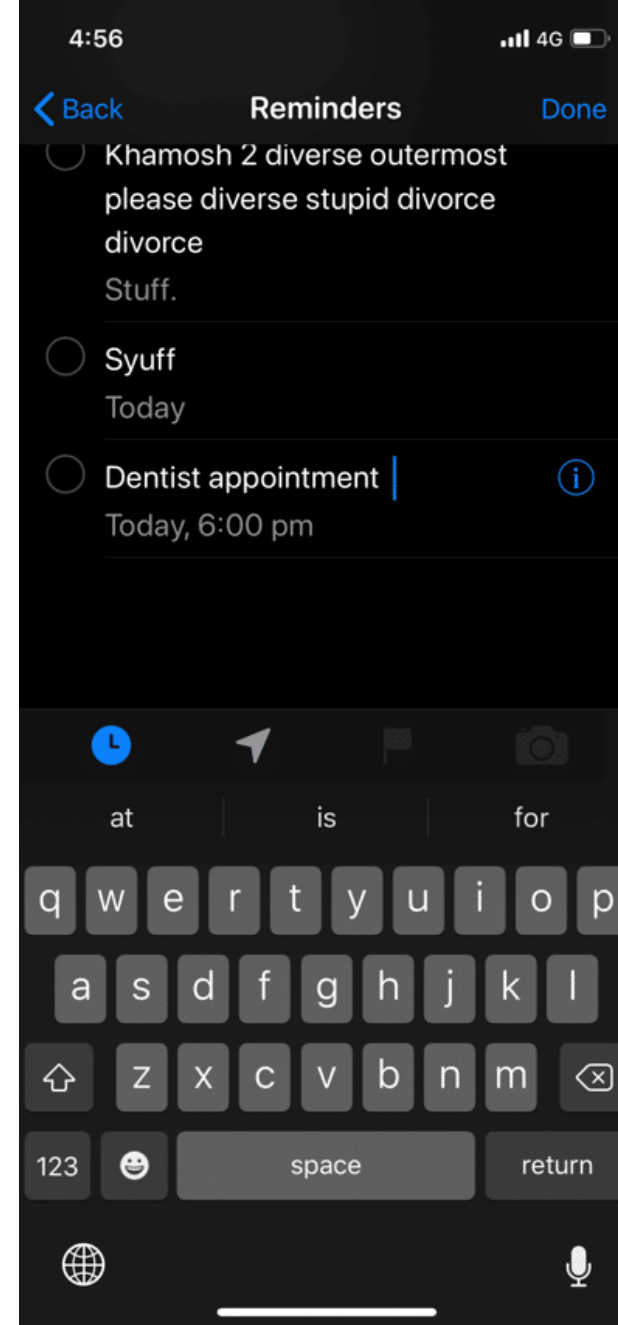 4:56 4G
Back Reminders Done
Khamosh 2 diverse outermost
please diverse stupid divorce
divorce
Stuff.
Syuff
Today
Dentist appointment
Today, 6:00 pm
at is for
q w e r t y u i o p
a s d f g h j k l
z x c v b n m
123 space return